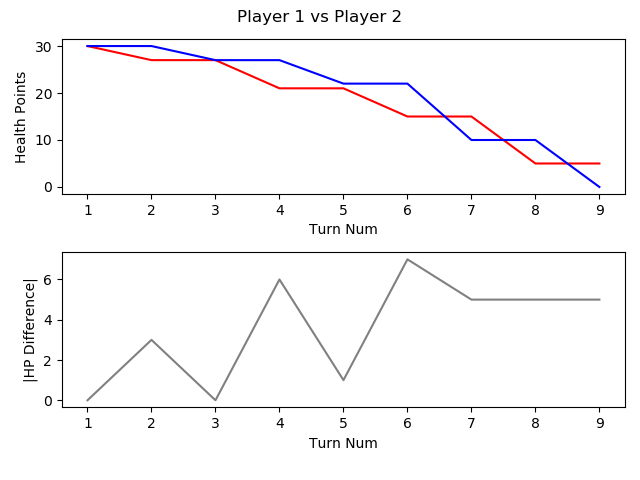 Player 1 vs Player 2
30
20
10
0
Health Points
1 2 3 4 5 6 7 8 9
Turn Num
6
4
2
0
|HP Difference|
1 2 3 4 5 6 7 8 9
Turn Num